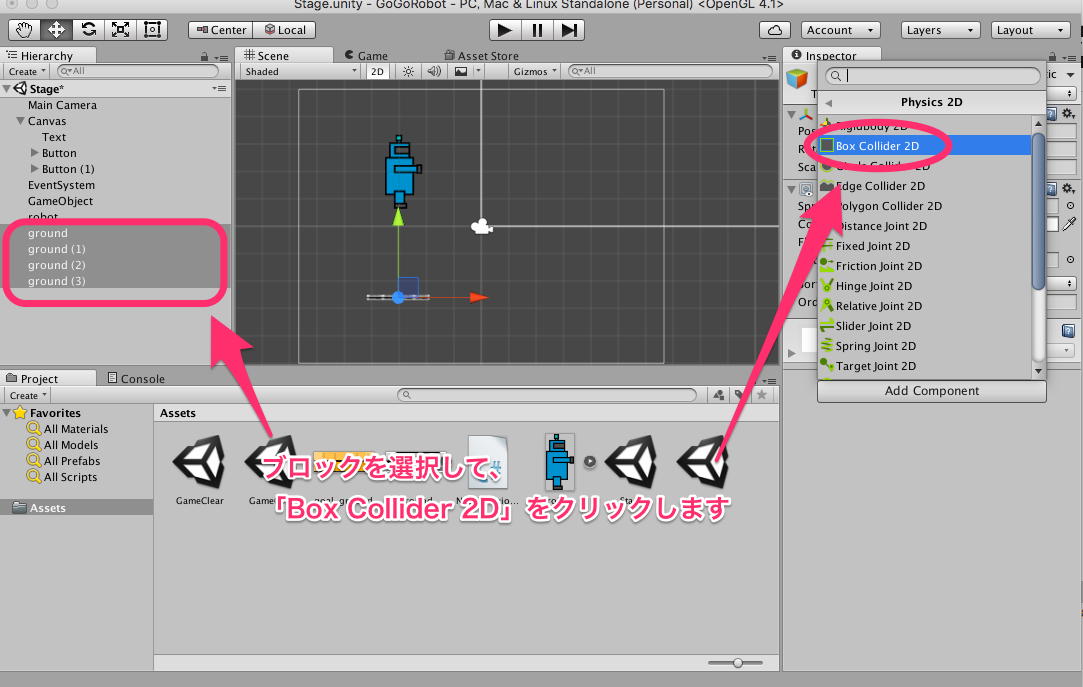 Stage.unity - GoGoRobot - PC, Mac & Linux Standalone (Personal) <OpenGL 4.1>
Center
Local
Account
Layers
Layout
Hierarchy
Create
All
Stage*
Main Camera
Canvas
Text
Button
Button (1)
EventSystem
GameObject
robot
ground
ground (1)
ground (2)
ground (3)
Scene
Game
Asset Store
Shaded
2D
Gizmos
All
Inspector
Physics 2D
Rigidbody 2D
Box Collider 2D
Circle Collider 2D
Edge Collider 2D
Polygon Collider 2D
Distance Joint 2D
Fixed Joint 2D
Friction Joint 2D
Hinge Joint 2D
Relative Joint 2D
Slider Joint 2D
Spring Joint 2D
Target Joint 2D
Add Component
Project
Console
Create
Favorites
All Materials
All Models
All Prefabs
All Scripts
Assets
Assets
GameClear
ブロックを選択して、
「Box Collider 2D」をクリックします